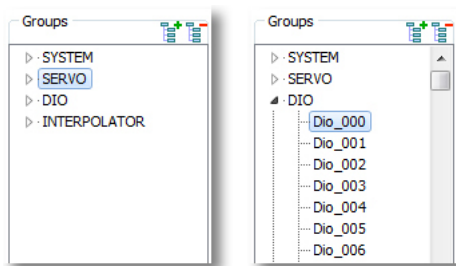 Groups
SYSTEM
SERVO
DIO
INTERPOLATOR
Groups
SYSTEM
SERVO
DIO
Dio_000
Dio_001
Dio_002
Dio_003
Dio_004
Dio_005
Dio_006